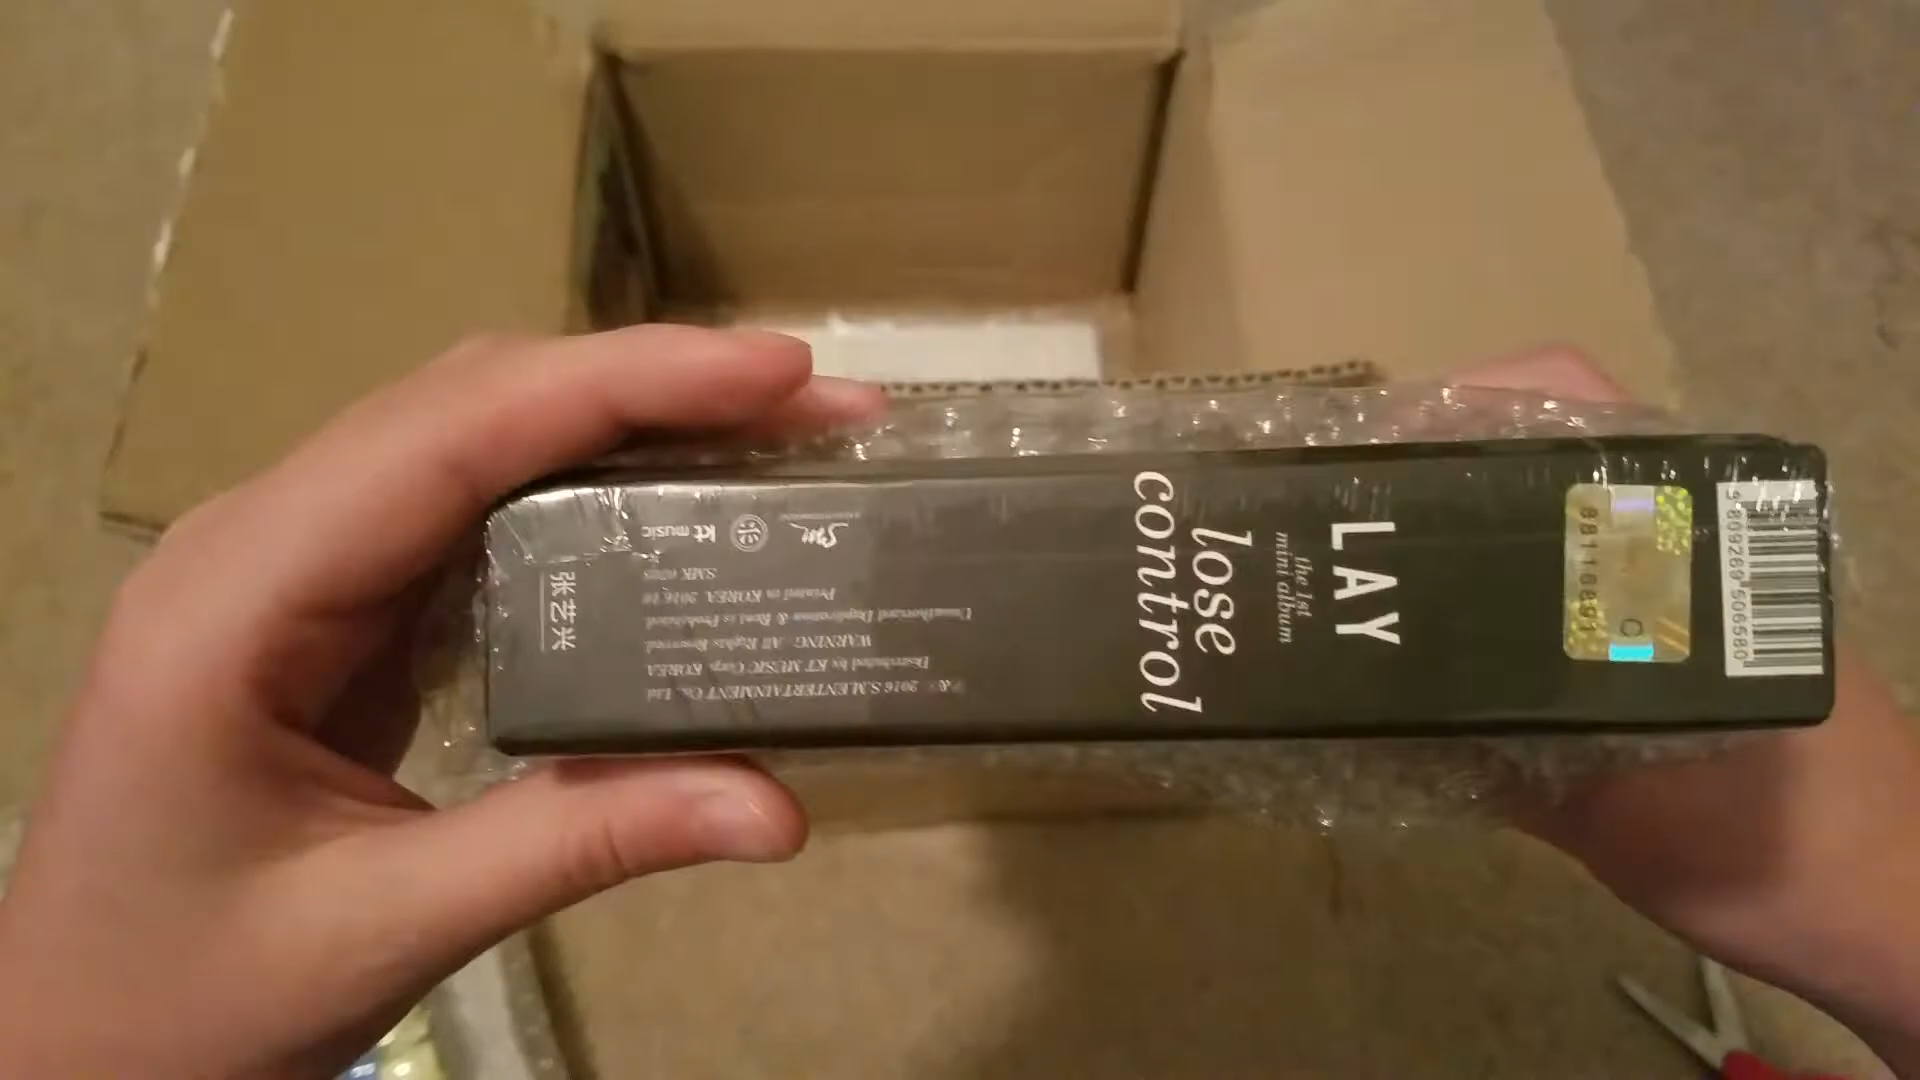 LAY
the 1st
mini album
lose
control
8809269506580
C
张艺兴
P & © 2016 S.M.ENTERTAINMENT Co., Ltd.
Distributed by KT MUSIC Corp. KOREA
WARNING: All Rights Reserved.
Unauthorized Duplication & Rent is Prohibited.
Printed in KOREA. 2016.10
SMK
SM
kt music